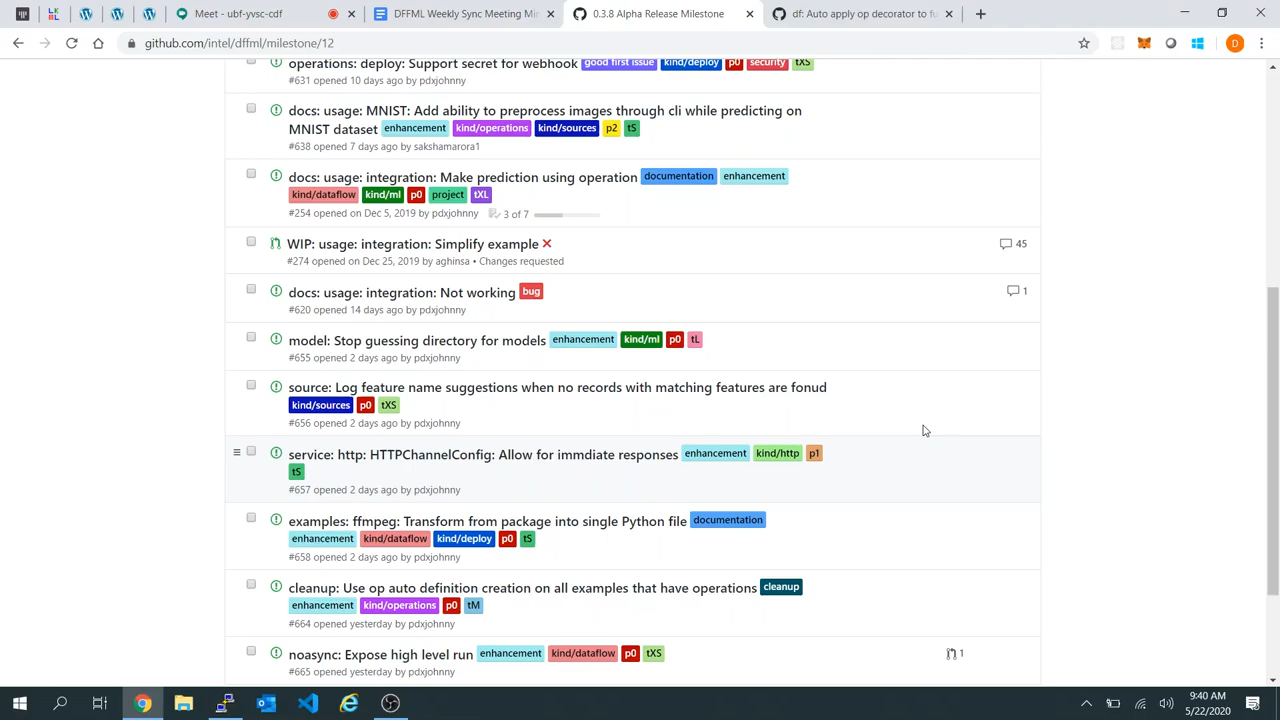 Meet - ubf-yvsc-cdf
DFFML Weekly Sync Meeting Min
0.3.8 Alpha Release Milestone
df: Auto apply op decorator to fu
github.com/intel/dffml/milestone/12
D
operations: deploy: Support secret for webhook good first issue kind/deploy p0 security tXS
#631 opened 10 days ago by pdxjohnny
docs: usage: MNIST: Add ability to preprocess images through cli while predicting on
MNIST dataset enhancement kind/operations kind/sources p2 tS
#638 opened 7 days ago by sakshamarora1
docs: usage: integration: Make prediction using operation documentation enhancement
kind/dataflow kind/ml p0 project tXL
#254 opened on Dec 5, 2019 by pdxjohnny 3 of 7
WIP: usage: integration: Simplify example 45
#274 opened on Dec 25, 2019 by aghinsa • Changes requested
docs: usage: integration: Not working bug 1
#620 opened 14 days ago by pdxjohnny
model: Stop guessing directory for models enhancement kind/ml p0 tL
#655 opened 2 days ago by pdxjohnny
source: Log feature name suggestions when no records with matching features are fonud
kind/sources p0 tXS
#656 opened 2 days ago by pdxjohnny
service: http: HTTPChannelConfig: Allow for immdiate responses enhancement kind/http p1
tS
#657 opened 2 days ago by pdxjohnny
examples: ffmpeg: Transform from package into single Python file documentation
enhancement kind/dataflow kind/deploy p0 tS
#658 opened 2 days ago by pdxjohnny
cleanup: Use op auto definition creation on all examples that have operations cleanup
enhancement kind/operations p0 tM
#664 opened yesterday by pdxjohnny
noasync: Expose high level run enhancement kind/dataflow p0 tXS 1
#665 opened yesterday by pdxjohnny
9:40 AM
5/22/2020